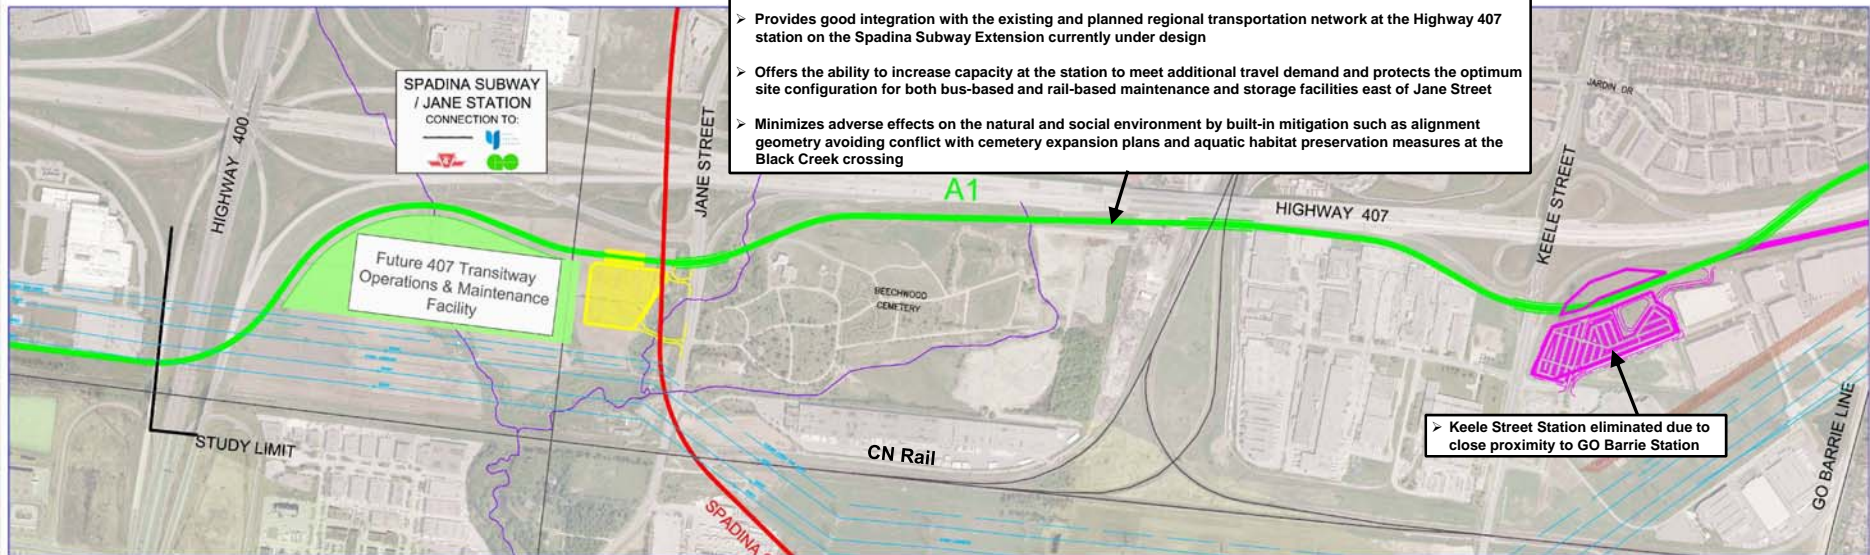 ➢ Provides good integration with the existing and planned regional transportation network at the Highway 407
station on the Spadina Subway Extension currently under design
➢ Offers the ability to increase capacity at the station to meet additional travel demand and protects the optimum
site configuration for both bus-based and rail-based maintenance and storage facilities east of Jane Street
➢ Minimizes adverse effects on the natural and social environment by built-in mitigation such as alignment
geometry avoiding conflict with cemetery expansion plans and aquatic habitat preservation measures at the
Black Creek crossing
SPADINA SUBWAY
/ JANE STATION
CONNECTION TO:
GO
HIGHWAY 400
JANE STREET
A1
HIGHWAY 407
KEELE STREET
JARDIN DR
Future 407 Transitway
Operations & Maintenance
Facility
BEECHWOOD
CEMETERY
STUDY LIMIT
CN Rail
SPADINA
➢ Keele Street Station eliminated due to
close proximity to GO Barrie Station
GO BARRIE LINE